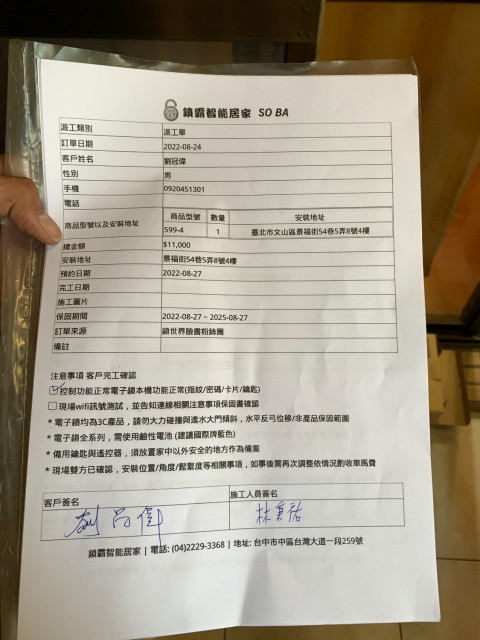 鎖霸智能居家 SO BA
派工類別 派工單
訂單日期 2022-08-24
客戶姓名 劉冠偉
性別 男
手機 0920451301
電話
商品型號以及安裝地址 商品型號 數量 安裝地址
599-4 1 臺北市文山區景福街54巷5弄8號4樓
總金額 $11,000
安裝地址 景福街54巷5弄8號4樓
預約日期 2022-08-27
完工日期
施工圖片
保固期間 2022-08-27 ~ 2025-08-27
訂單來源 鎖世界臉書粉絲團
備註
注意事項 客戶完工確認
控制功能正常電子鎖本機功能正常(指紋/密碼/卡片/鑰匙)
現場wifi訊號測試，並告知連線相關注意事項保固書確認
* 電子鎖均為3C產品，請勿大力碰撞與進水大門傾斜，水平反弓位移/非產品保固範圍
* 電子鎖全系列，需使用鹼性電池 (建議國際牌藍色)
* 備用鑰匙與遙控器，須放置家中以外安全的地方作為備案
* 現場雙方已確認，安裝位置/角度/鬆緊度等相關事項，如事後需再次調整依情況酌收車馬費
客戶簽名 施工人員簽名
林秉祐
鎖霸智能居家 | 電話: (04)2229-3368 | 地址: 台中市中區台灣大道一段259號